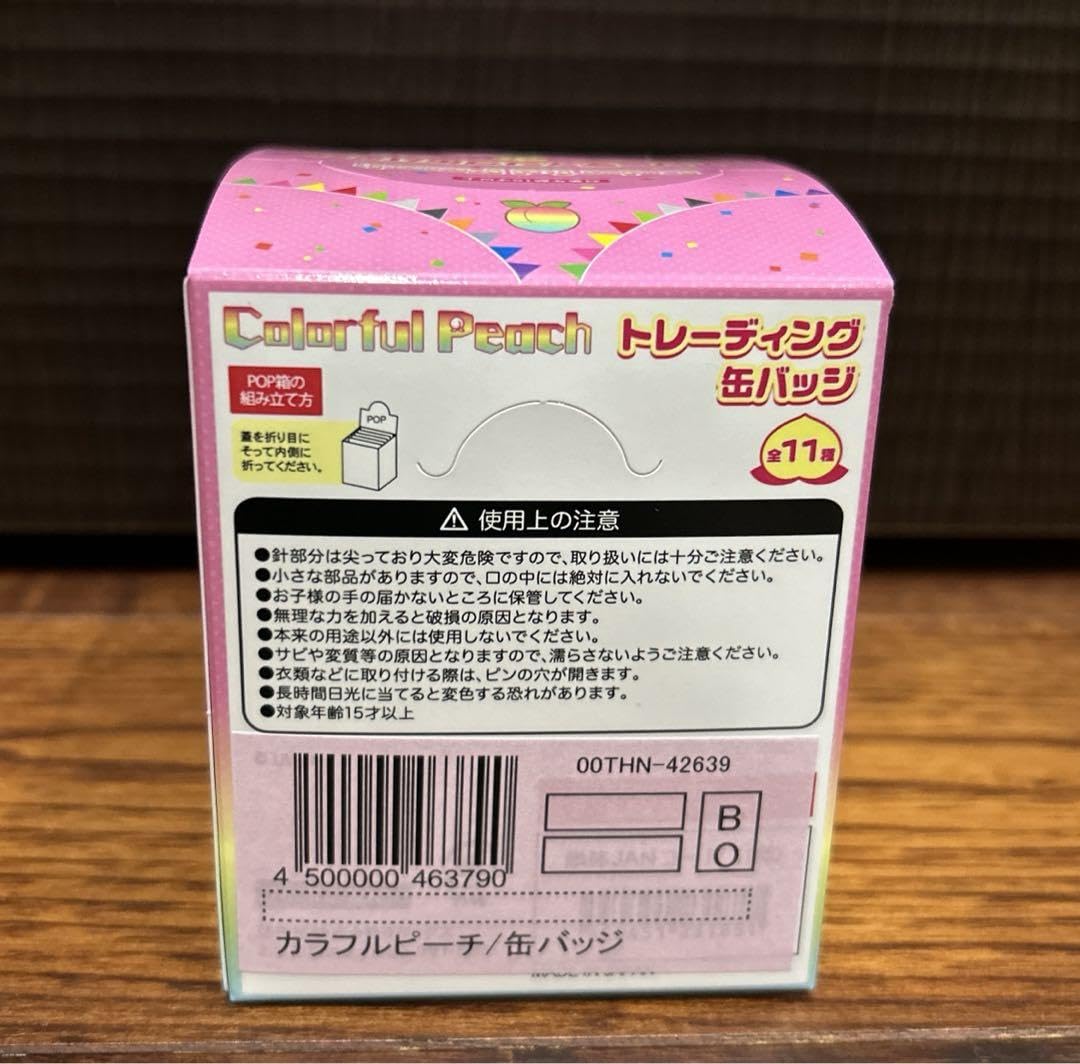 Colorful Peach
トレーディング
缶バッジ
全11種
POP箱の
組み立て方
蓋を折り目に
そって内側に
折ってください。
POP
使用上の注意
●針部分は尖っており大変危険ですので、取り扱いには十分ご注意ください。
●小さな部品がありますので、口の中には絶対に入れないでください。
●お子様の手の届かないところに保管してください。
●無理な力を加えると破損の原因となります。
●本来の用途以外には使用しないでください。
●サビや変質等の原因となりますので、濡らさないようご注意ください。
●衣類などに取り付ける際は、ピンの穴が開きます。
●長時間日光に当てると変色する恐れがあります。
●対象年齢15才以上
00THN-42639
B
O
4 500000 463790
カラフルピーチ/缶バッジ